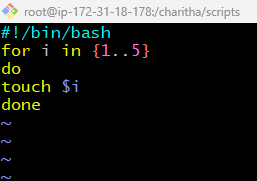 root@ip-172-31-18-178:/charitha/scripts
#!/bin/bash
for i in {1..5}
do
touch $i
done
~
~
~
~